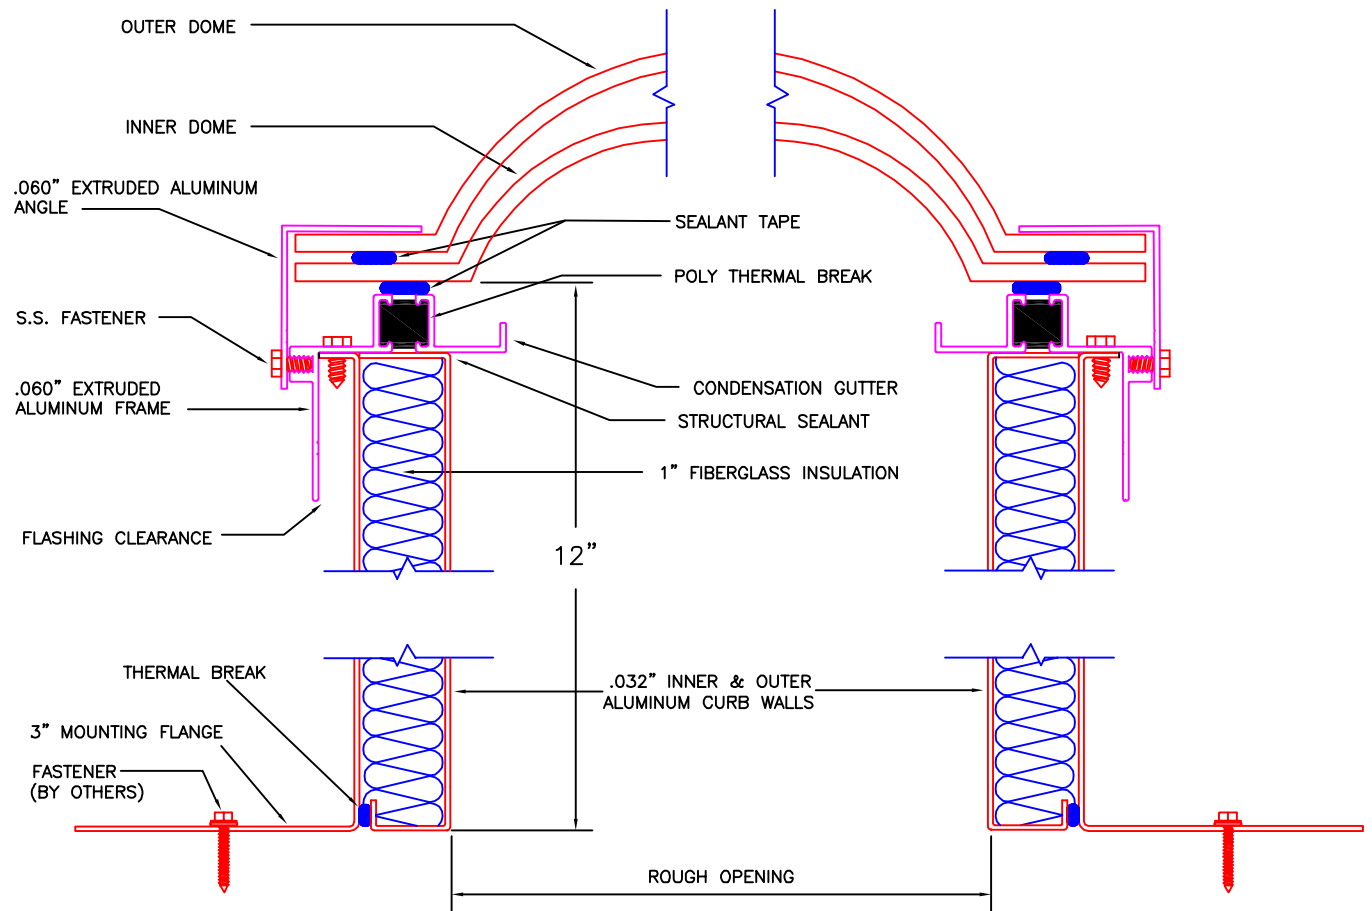 OUTER DOME
INNER DOME
.060” EXTRUDED ALUMINUM
ANGLE
SEALANT TAPE
POLY THERMAL BREAK
S.S. FASTENER
.060” EXTRUDED
ALUMINUM FRAME
CONDENSATION GUTTER
STRUCTURAL SEALANT
1” FIBERGLASS INSULATION
FLASHING CLEARANCE
12”
THERMAL BREAK
.032” INNER & OUTER
ALUMINUM CURB WALLS
3” MOUNTING FLANGE
FASTENER
(BY OTHERS)
ROUGH OPENING